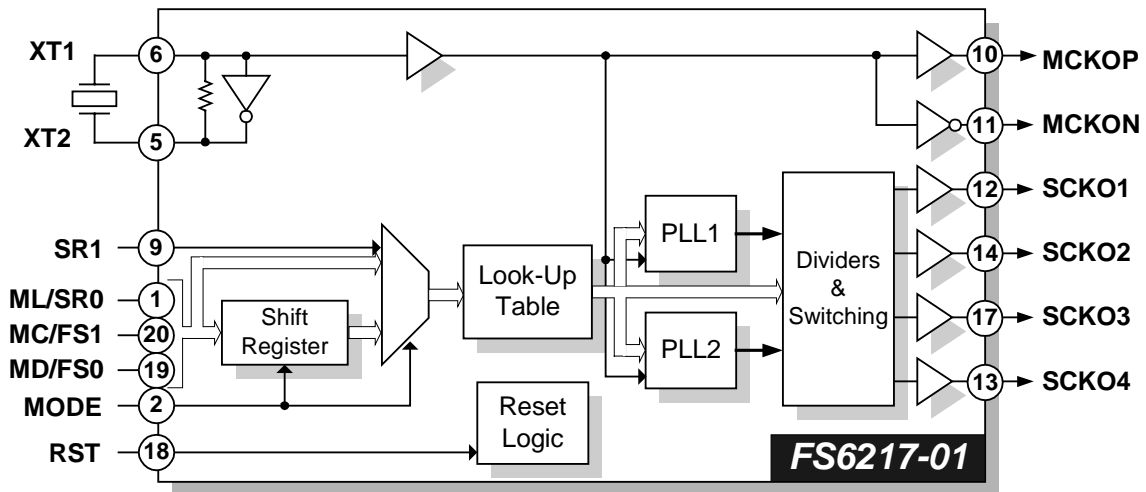 XT1
6
XT2
5
10
MCKOP
11
MCKON
12
SCKO1
14
SCKO2
17
SCKO3
13
SCKO4
SR1
9
ML/SR0
1
MC/FS1
20
MD/FS0
19
MODE
2
RST
18
Shift
Register
Look-Up
Table
PLL1
PLL2
Dividers
&
Switching
Reset
Logic
FS6217-01